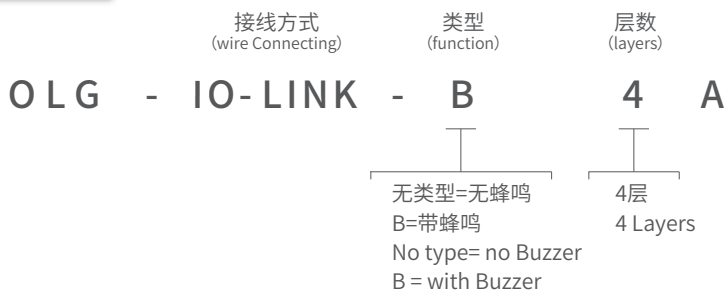 接线方式 类型 层数
(wire Connecting) (function) (layers)
OLG - IO-LINK - B 4 A
无类型=无蜂鸣 4层
B=带蜂鸣 4 Layers
No type= no Buzzer
B = with Buzzer